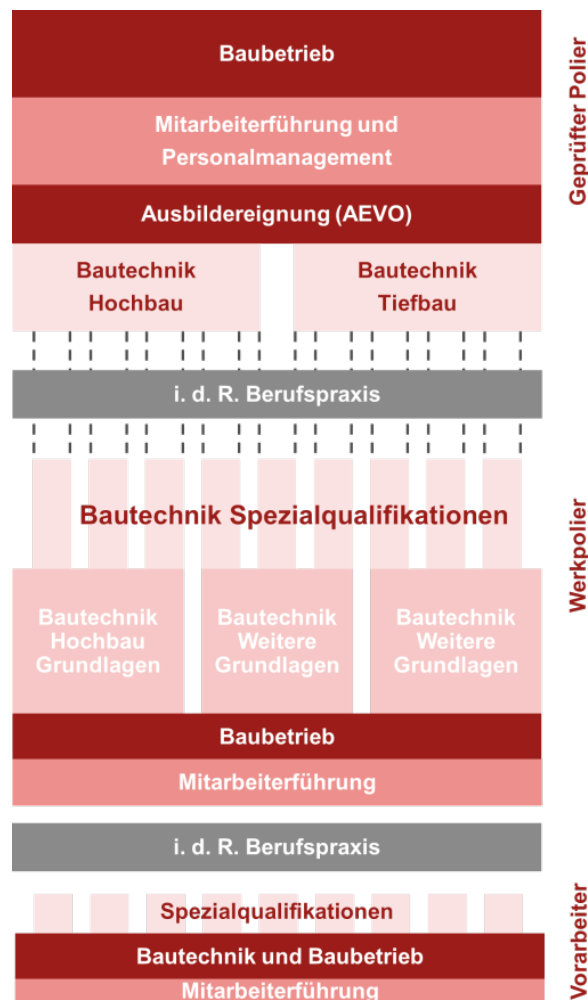 Baubetrieb
Mitarbeiterführung und
Personalmanagement
Ausbildereignung (AEVO)
Bautechnik
Hochbau
Bautechnik
Tiefbau
Geprüfter Polier
i. d. R. Berufspraxis
Bautechnik Spezialqualifikationen
Bautechnik
Hochbau
Grundlagen
Bautechnik
Weitere
Grundlagen
Bautechnik
Weitere
Grundlagen
Baubetrieb
Mitarbeiterführung
Werkpolier
i. d. R. Berufspraxis
Spezialqualifikationen
Bautechnik und Baubetrieb
Mitarbeiterführung
Vorarbeiter